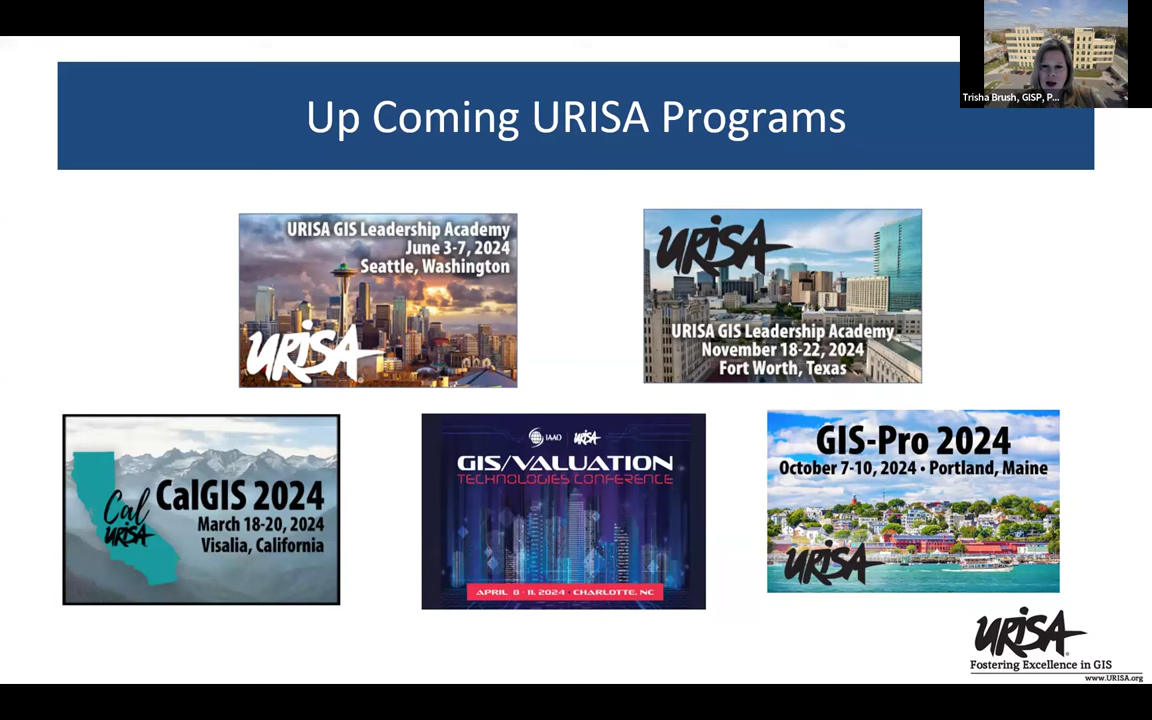 Trisha Brush, GISP, P...
Up Coming URISA Programs
URISA GIS Leadership Academy
June 3-7, 2024
Seattle, Washington
URISA
URISA
URISA GIS Leadership Academy
November 18-22, 2024
Fort Worth, Texas
CalGIS 2024
Cal
URISA
March 18-20, 2024
Visalia, California
IAAO | URISA
GIS/VALUATION
TECHNOLOGIES CONFERENCE
APRIL 8 - 11, 2024 • CHARLOTTE, NC
GIS-Pro 2024
October 7-10, 2024 • Portland, Maine
URISA
URISA
Fostering Excellence in GIS
www.URISA.org